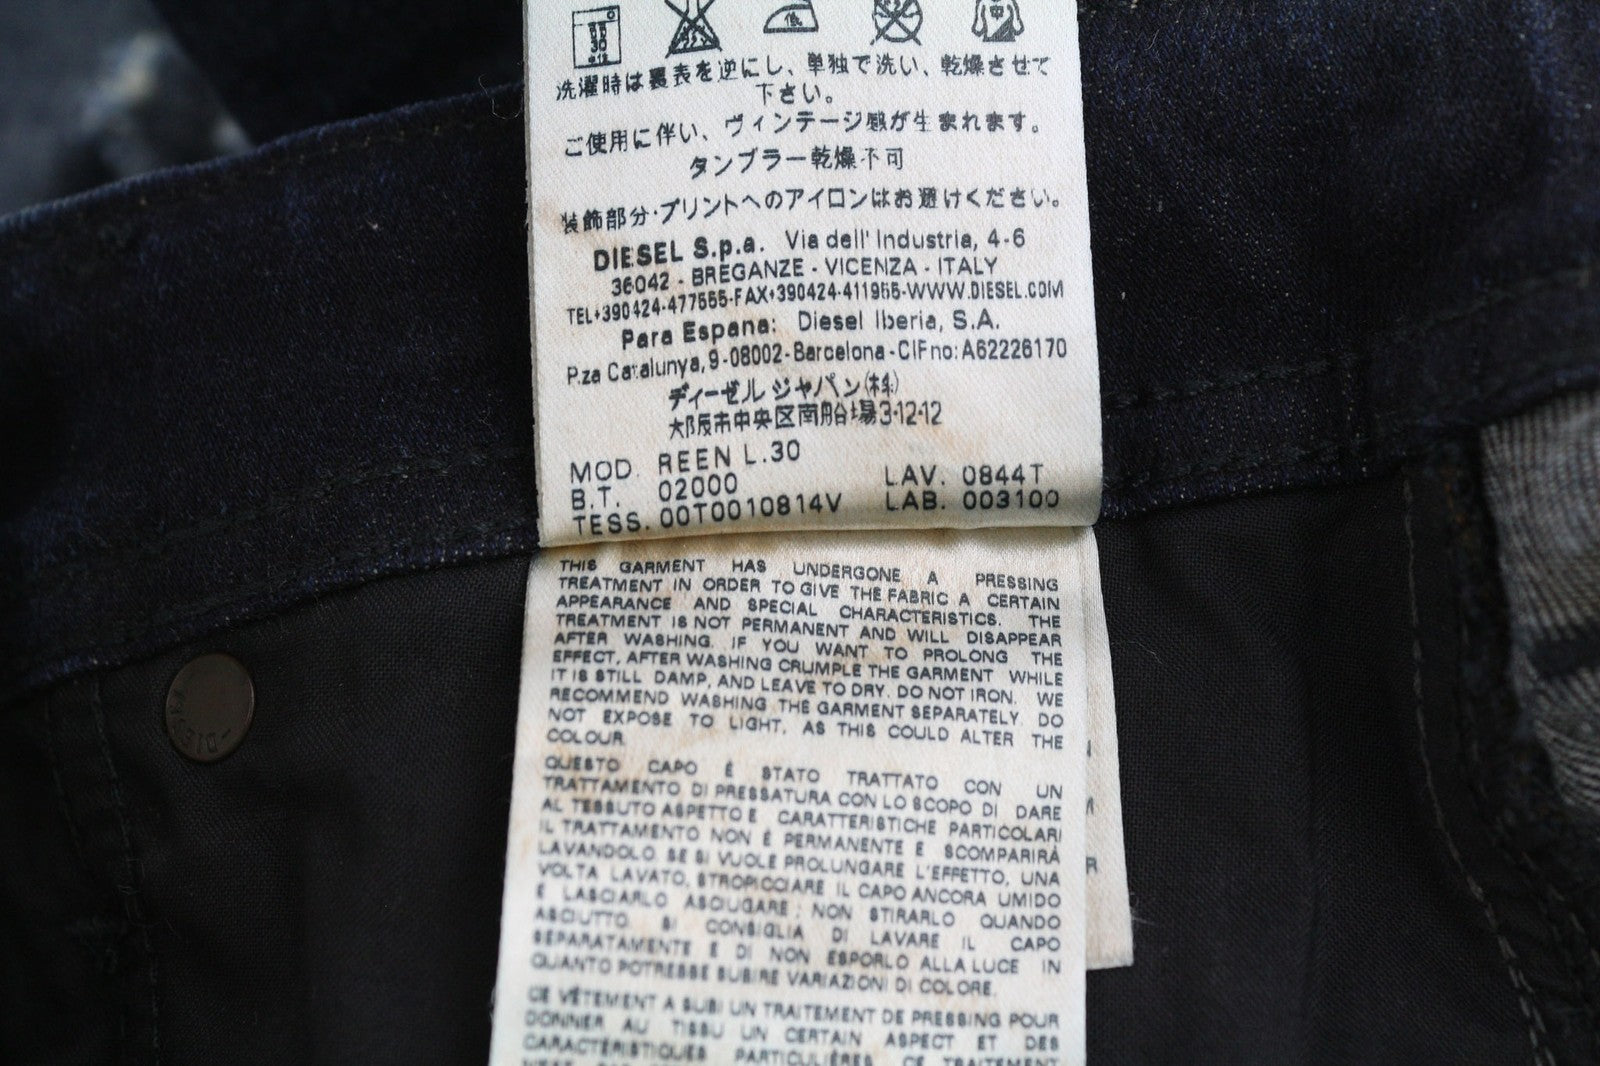 30
洗濯時は裏表を逆にし、単独で洗い、乾燥させて
下さい。
ご使用に伴い、ヴィンテージ感が生まれます。
タンブラー乾燥不可
装飾部分・プリントへのアイロンはお避けください。
DIESEL S.p.a. Via dell' Industria, 4-6
36042 - BREGANZE - VICENZA - ITALY
TEL+390424-477555-FAX+390424-411955-WWW.DIESEL.COM
Para Espana: Diesel Iberia, S.A.
P.za Catalunya, 9-08002-Barcelona-CIFno:A62226170
ディーゼル ジャパン(株)
大阪市中央区南船場3-12-12
MOD. REEN L.30
B.T. 02000 LAV. 0844T
TESS. 00T0010814V LAB. 003100
THIS GARMENT HAS UNDERGONE A PRESSING
TREATMENT IN ORDER TO GIVE THE FABRIC A CERTAIN
APPEARANCE AND SPECIAL CHARACTERISTICS. THE
TREATMENT IS NOT PERMANENT AND WILL DISAPPEAR
AFTER WASHING. IF YOU WANT TO PROLONG THE
EFFECT, AFTER WASHING CRUMPLE THE GARMENT WHILE
IT IS STILL DAMP, AND LEAVE TO DRY. DO NOT IRON. WE
RECOMMEND WASHING THE GARMENT SEPARATELY. DO
NOT EXPOSE TO LIGHT, AS THIS COULD ALTER THE
COLOUR.
QUESTO CAPO É STATO TRATTATO CON UN
TRATTAMENTO DI PRESSATURA CON LO SCOPO DI DARE
AL TESSUTO ASPETTO E CARATTERISTICHE PARTICOLARI
IL TRATTAMENTO NON É PERMANENTE E SCOMPARIRÁ
LAVANDOLO. SE SI VUOLE PROLUNGARE L'EFFETTO, UNA
VOLTA LAVATO, STROPICCIARE IL CAPO ANCORA UMIDO
E LASCIARLO ASCIUGARE; NON STIRARLO QUANDO
ASCIUTTO. SI CONSIGLIA DI LAVARE IL CAPO
SEPARATAMENTE E DI NON ESPORLO ALLA LUCE IN
QUANTO POTREBBE SUBIRE VARIAZIONI DI COLORE.
CE VÊTEMENT A SUBI UN TRAITEMENT DE PRESSING POUR
DONNER AU TISSU UN CERTAIN ASPECT ET DES
CARACTÉRISTIQUES PARTICULIÈRES. CE TRAITEMENT